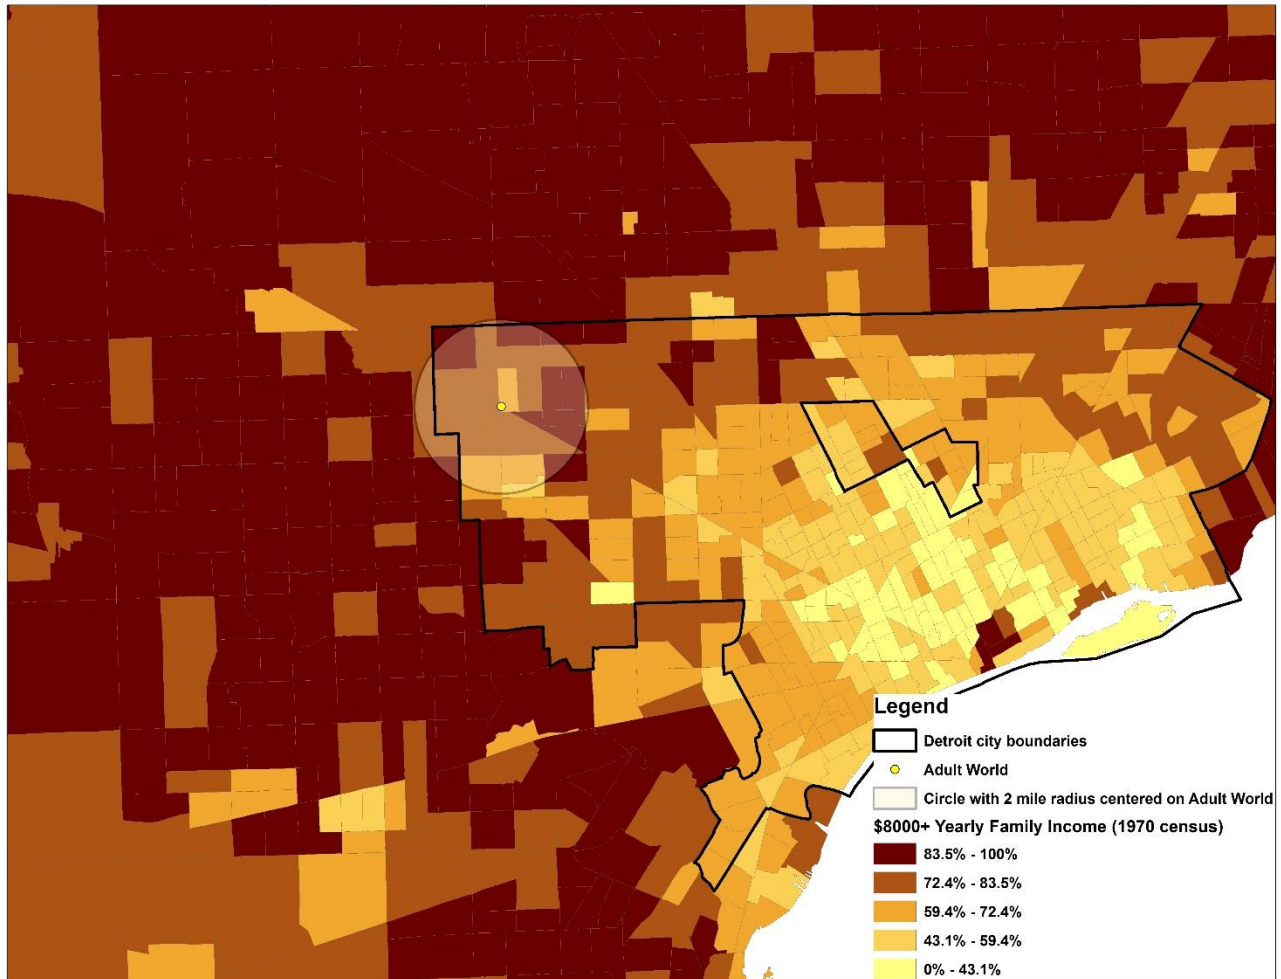 Legend
Detroit city boundaries
Adult World
Circle with 2 mile radius centered on Adult World
$8000+ Yearly Family Income (1970 census)
83.5% - 100%
72.4% - 83.5%
59.4% - 72.4%
43.1% - 59.4%
0% - 43.1%